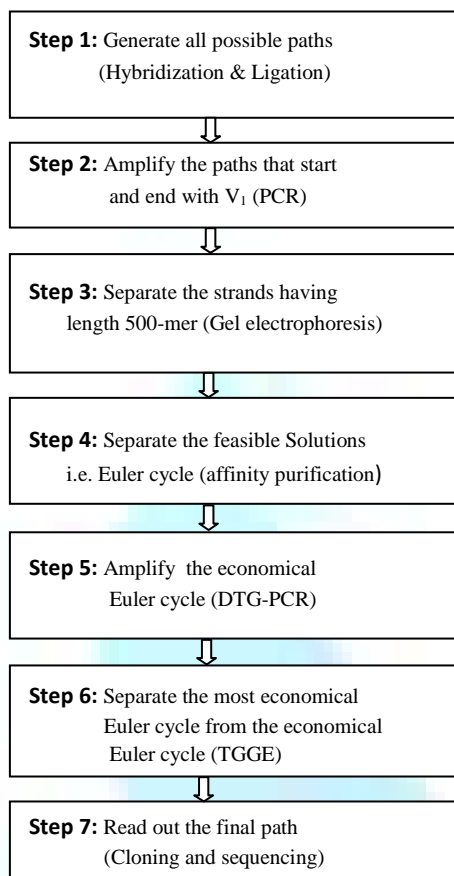 Step 1: Generate all possible paths
(Hybridization & Ligation)
Step 2: Amplify the paths that start
and end with V₁ (PCR)
Step 3: Separate the strands having
length 500-mer (Gel electrophoresis)
Step 4: Separate the feasible Solutions
i.e. Euler cycle (affinity purification)
Step 5: Amplify the economical
Euler cycle (DTG-PCR)
Step 6: Separate the most economical
Euler cycle from the economical
Euler cycle (TGGE)
Step 7: Read out the final path
(Cloning and sequencing)